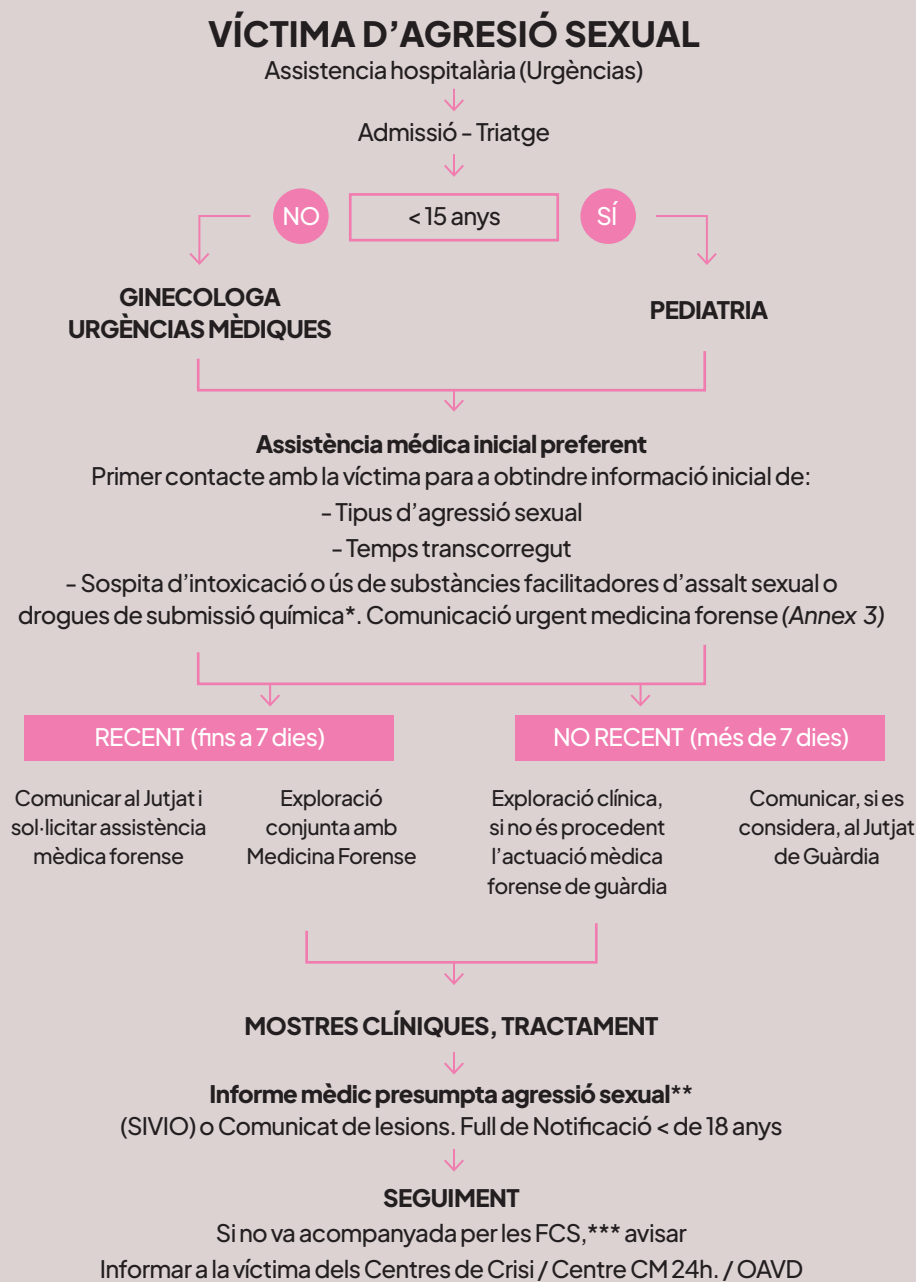 VÍCTIMA D’AGRESIÓ SEXUAL
Assistencia hospitalària (Urgències)
Admissió - Triatge
NO
< 15 anys
SÍ
GINECOLOGA
URGÈNCIAS MÈDIQUES
PEDIATRIA
Assistència médica inicial preferent
Primer contacte amb la víctima para a obtindre informació inicial de:
- Tipus d’agressió sexual
- Temps transcorregut
- Sospita d’intoxicació o ús de substàncies facilitadores d’assalt sexual o
drogues de submissió química*. Comunicació urgent medicina forense (Annex 3)
RECENT (fins a 7 dies)
NO RECENT (més de 7 dies)
Comunicar al Jutjat i
sol·licitar assistència
mèdica forense
Exploració
conjunta amb
Medicina Forense
Exploració clínica,
si no és procedent
l’actuació mèdica
forense de guàrdia
Comunicar, si es
considera, al Jutjat
de Guàrdia
MOSTRES CLÍNIQUES, TRACTAMENT
Informe mèdic presumpta agressió sexual**
(SIVIO) o Comunicat de lesions. Full de Notificació < de 18 anys
SEGUIMENT
Si no va acompanyada per les FCS,*** avisar
Informar a la víctima dels Centres de Crisi / Centre CM 24h. / OAVD